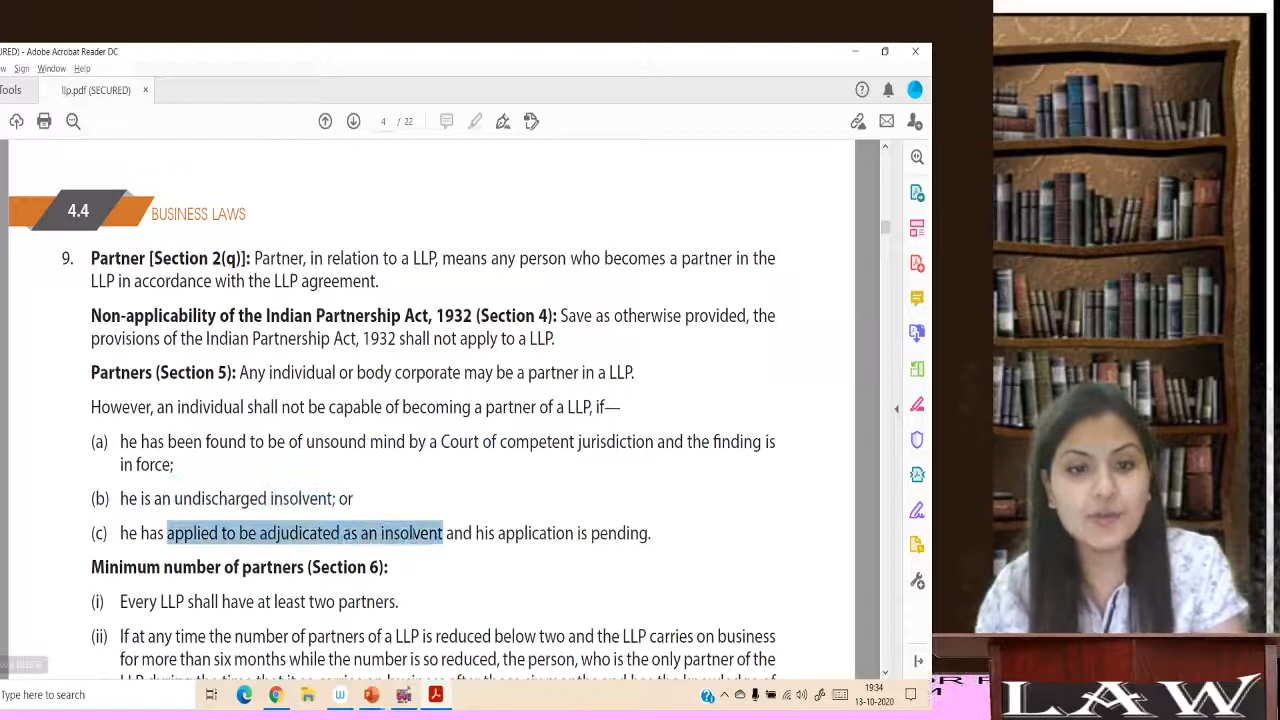 RED) - Adobe Acrobat Reader DC
w Sign Window Help
Tools llp.pdf (SECURED) ×
4 / 22
4.4 BUSINESS LAWS
9. Partner [Section 2(q)]: Partner, in relation to a LLP, means any person who becomes a partner in the
LLP in accordance with the LLP agreement.
Non-applicability of the Indian Partnership Act, 1932 (Section 4): Save as otherwise provided, the
provisions of the Indian Partnership Act, 1932 shall not apply to a LLP.
Partners (Section 5): Any individual or body corporate may be a partner in a LLP.
However, an individual shall not be capable of becoming a partner of a LLP, if—
(a) he has been found to be of unsound mind by a Court of competent jurisdiction and the finding is
in force;
(b) he is an undischarged insolvent; or
(c) he has applied to be adjudicated as an insolvent and his application is pending.
Minimum number of partners (Section 6):
(i) Every LLP shall have at least two partners.
(ii) If at any time the number of partners of a LLP is reduced below two and the LLP carries on business
for more than six months while the number is so reduced, the person, who is the only partner of the
Type here to search
19:34
13-10-2020
LAW